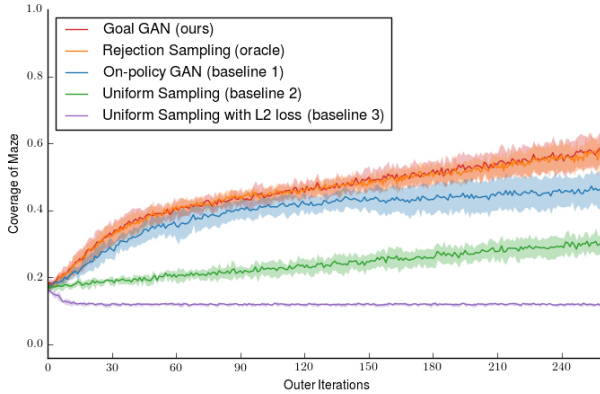 1.0
0.8
0.6
0.4
0.2
0.0
Coverage of Maze
Goal GAN (ours)
Rejection Sampling (oracle)
On-policy GAN (baseline 1)
Uniform Sampling (baseline 2)
Uniform Sampling with L2 loss (baseline 3)
0 30 60 90 120 150 180 210 240
Outer Iterations